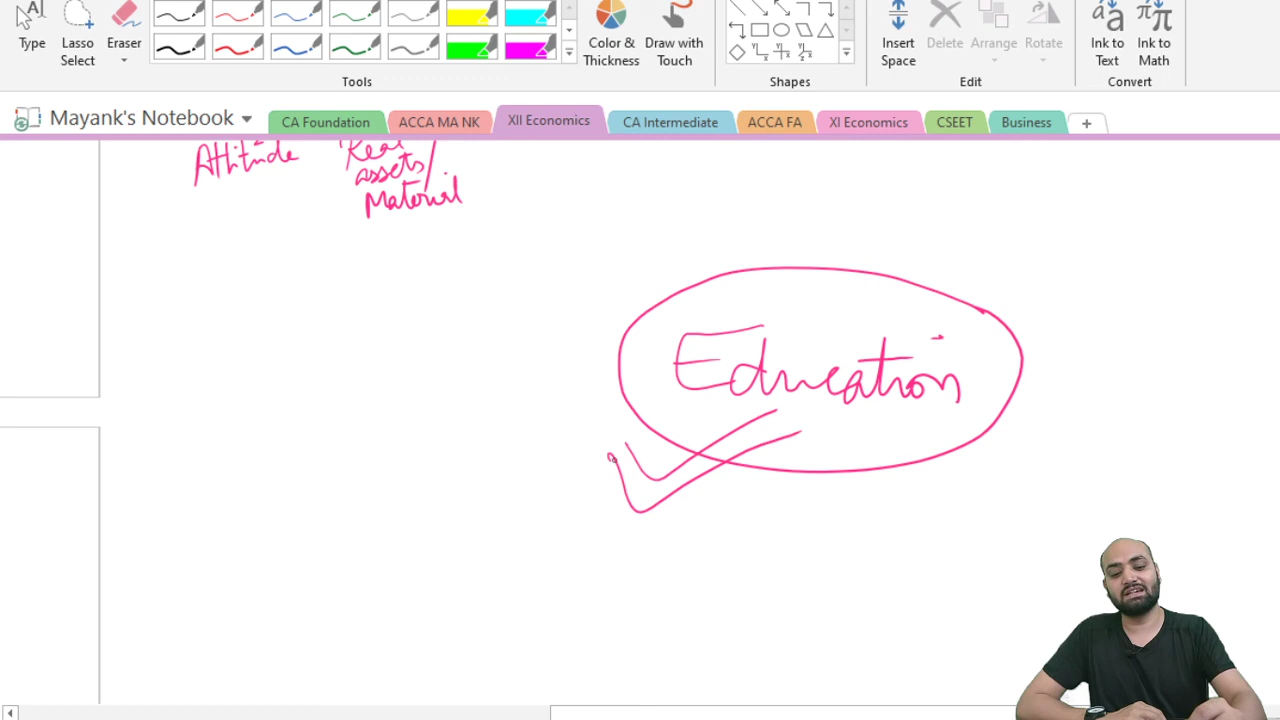 Type
Lasso
Select
Eraser
Color &
Thickness
Draw with
Touch
Insert
Space
Delete
Arrange
Rotate
Ink to
Text
Ink to
Math
Tools
Shapes
Edit
Convert
Mayank's Notebook
CA Foundation
ACCA MA NK
XII Economics
CA Intermediate
ACCA FA
XI Economics
CSEET
Business
Attitude
Real
assets/
Material
Education